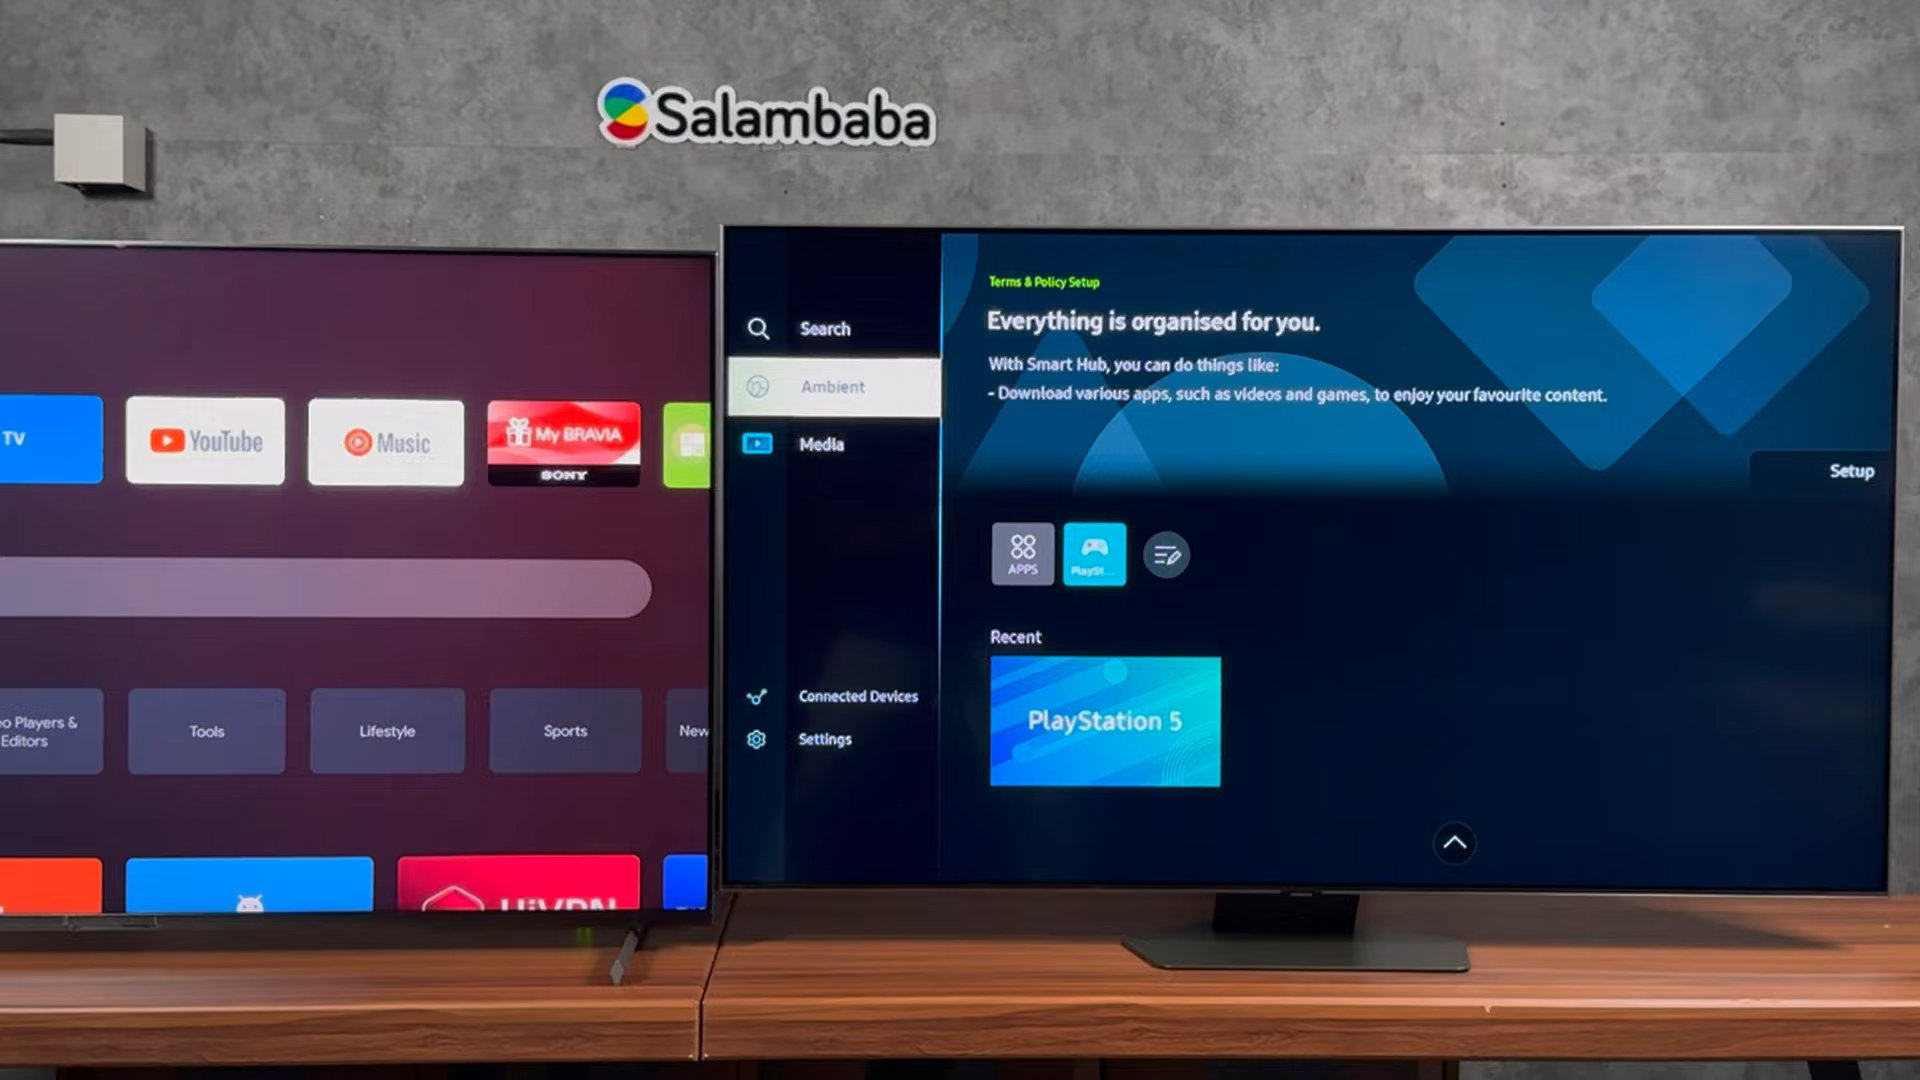 Salambaba
TV
YouTube
Music
My BRAVIA
SONY
Players &
Editors
Tools
Lifestyle
Sports
New
Search
Ambient
Media
Connected Devices
Settings
Terms & Policy Setup
Everything is organised for you.
With Smart Hub, you can do things like:
- Download various apps, such as videos and games, to enjoy your favourite content.
Setup
APPS
PlaySt...
Recent
PlayStation 5